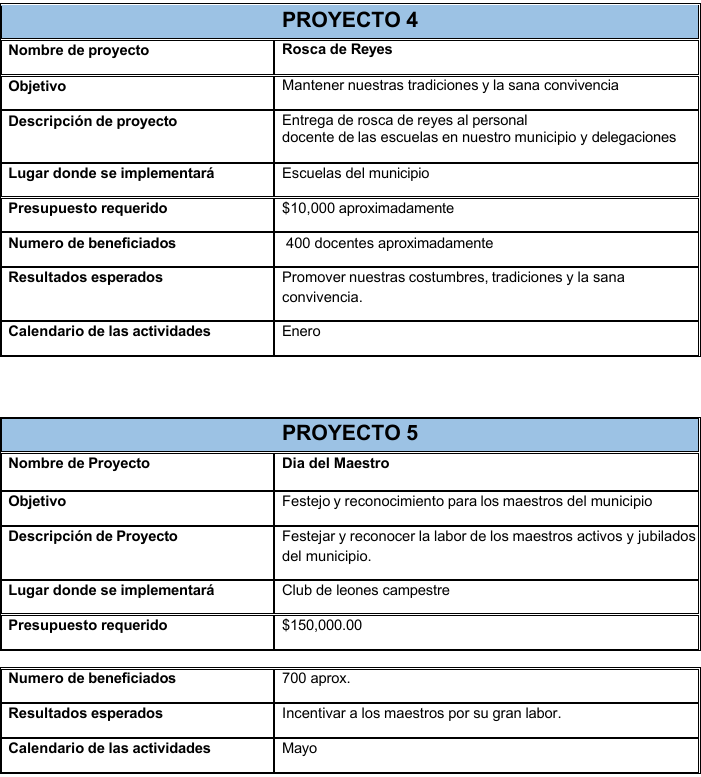 PROYECTO 4
Nombre de proyecto Rosca de Reyes
Objetivo Mantener nuestras tradiciones y la sana convivencia
Descripción de proyecto Entrega de rosca de reyes al personal
docente de las escuelas en nuestro municipio y delegaciones
Lugar donde se implementará Escuelas del municipio
Presupuesto requerido $10,000 aproximadamente
Numero de beneficiados 400 docentes aproximadamente
Resultados esperados Promover nuestras costumbres, tradiciones y la sana
convivencia.
Calendario de las actividades Enero
PROYECTO 5
Nombre de Proyecto Dia del Maestro
Objetivo Festejo y reconocimiento para los maestros del municipio
Descripción de Proyecto Festejar y reconocer la labor de los maestros activos y jubilados
del municipio.
Lugar donde se implementará Club de leones campestre
Presupuesto requerido $150,000.00
Numero de beneficiados 700 aprox.
Resultados esperados Incentivar a los maestros por su gran labor.
Calendario de las actividades Mayo